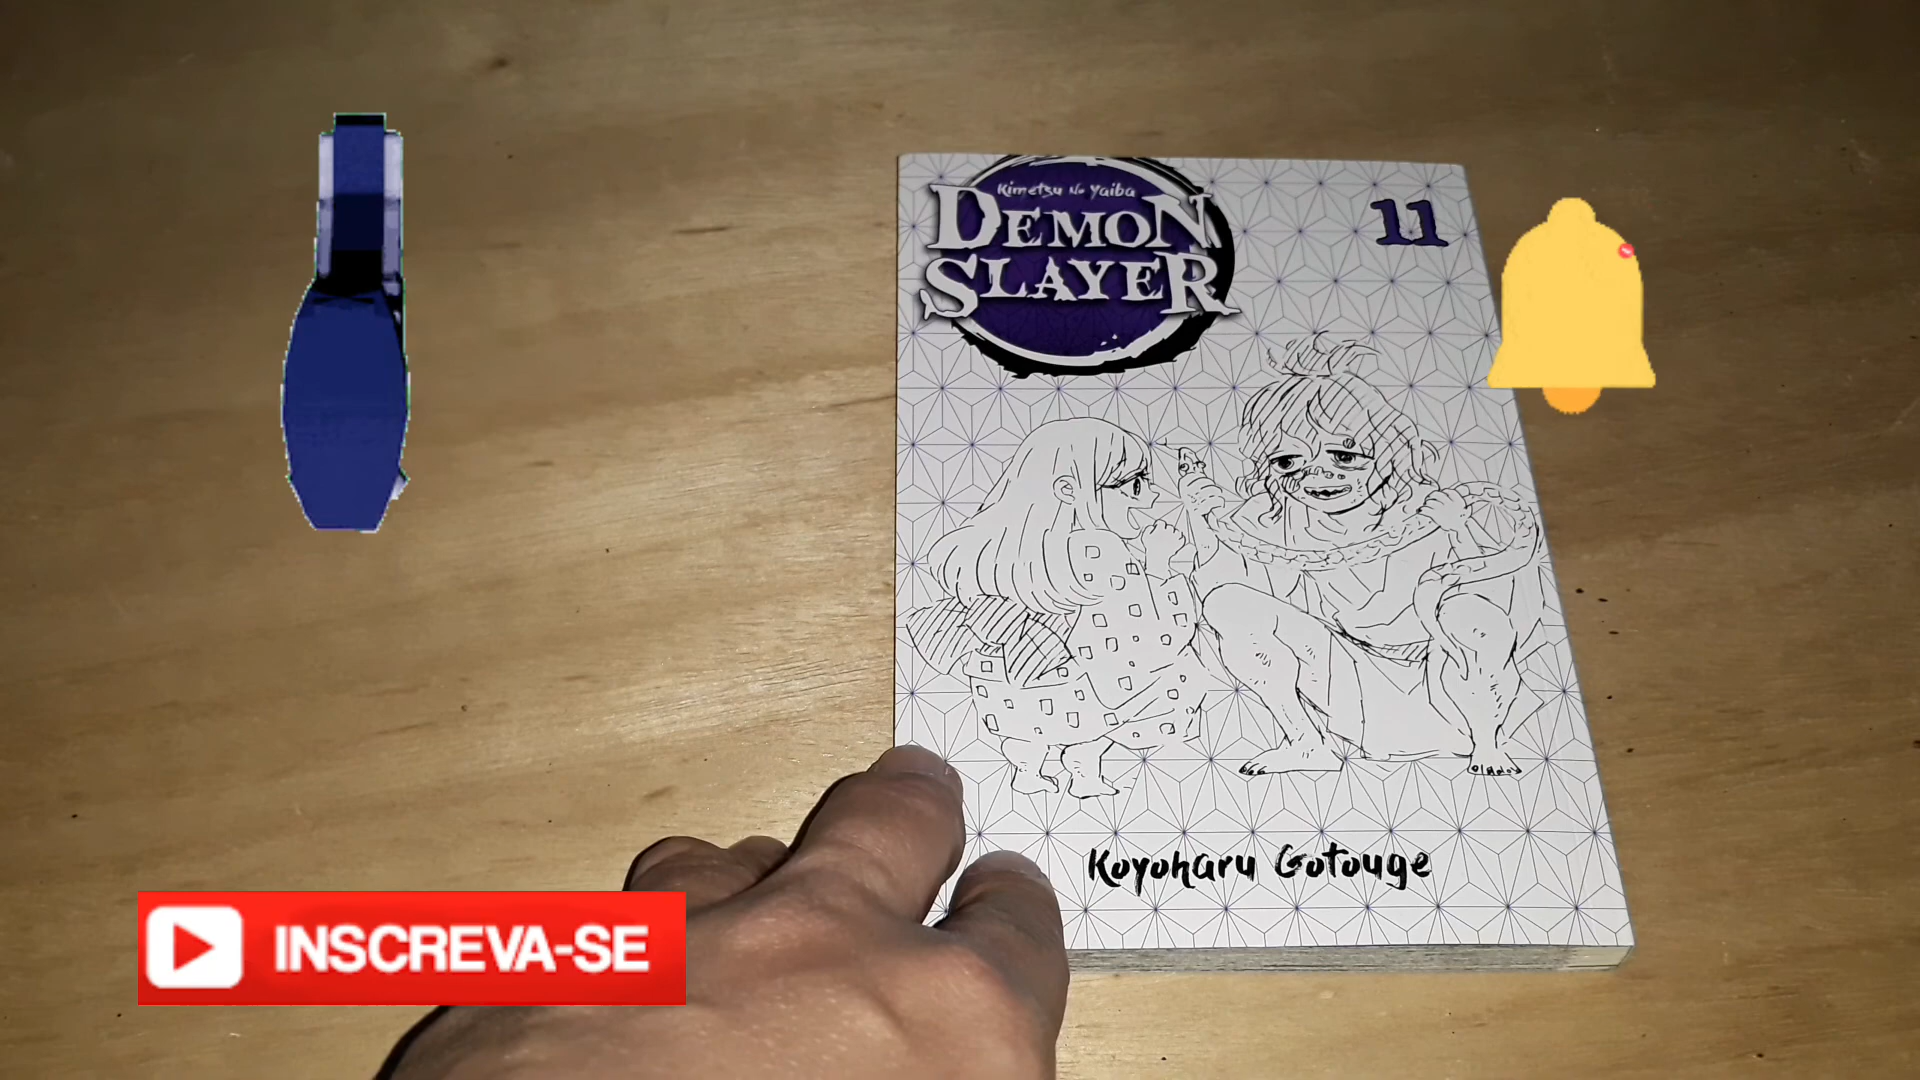 Kimetsu No Yaiba
DEMON
SLAYER
11
Koyoharu Gotouge
INSCREVA-SE